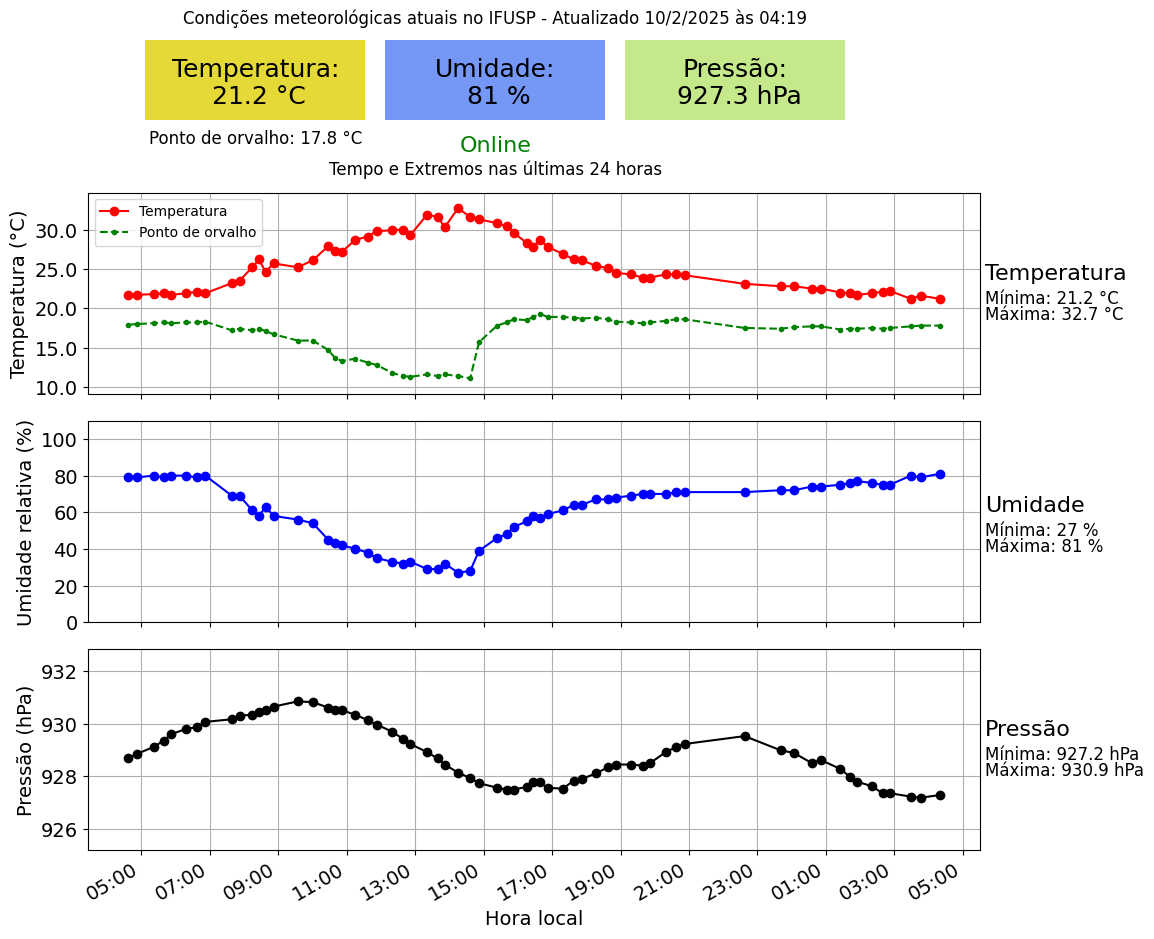 Condições meteorológicas atuais no IFUSP - Atualizado 10/2/2025 às 04:19
Temperatura:
21.2 °C
Umidade:
81 %
Pressão:
927.3 hPa
Ponto de orvalho: 17.8 °C
Online
Tempo e Extremos nas últimas 24 horas
Temperatura (°C)
30.0
25.0
20.0
15.0
10.0
Temperatura
Ponto de orvalho
Temperatura
Mínima: 21.2 °C
Máxima: 32.7 °C
Umidade relativa (%)
100
80
60
40
20
0
Umidade
Mínima: 27 %
Máxima: 81 %
Pressão (hPa)
932
930
928
926
Pressão
Mínima: 927.2 hPa
Máxima: 930.9 hPa
05:00
07:00
09:00
11:00
13:00
15:00
17:00
19:00
21:00
23:00
01:00
03:00
05:00
Hora local